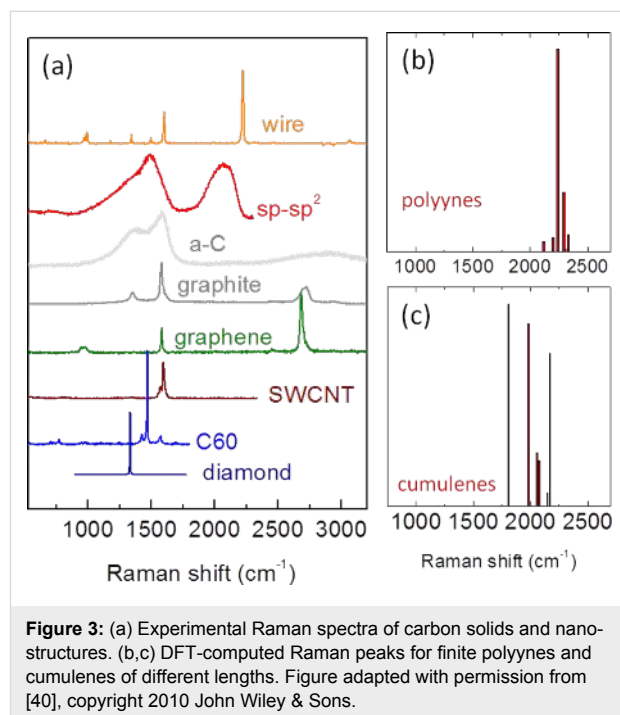 (a)
wire
sp-sp²
a-C
graphite
graphene
SWCNT
C60
diamond
1000 1500 2000 2500 3000
Raman shift (cm⁻¹)
(b)
polyynes
1000 1500 2000 2500
(c)
cumulenes
1000 1500 2000 2500
Raman shift (cm⁻¹)
Figure 3: (a) Experimental Raman spectra of carbon solids and nano-
structures. (b,c) DFT-computed Raman peaks for finite polyynes and
cumulenes of different lengths. Figure adapted with permission from
[40], copyright 2010 John Wiley & Sons.